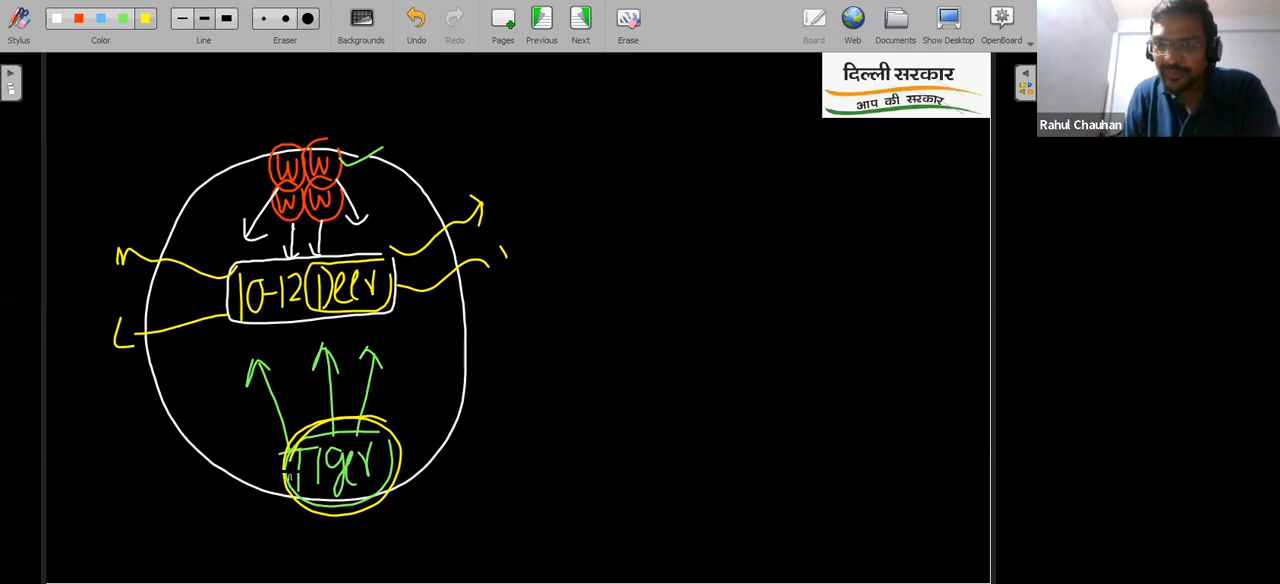 Stylus
Color
Line
Eraser
Backgrounds
Undo
Redo
Pages
Previous
Next
Erase
Board
Web
Documents
Show Desktop
OpenBoard
Rahul Chauhan
दिल्ली सरकार
आप की सरकार
W W
W W
10-12 Deer
Tiger